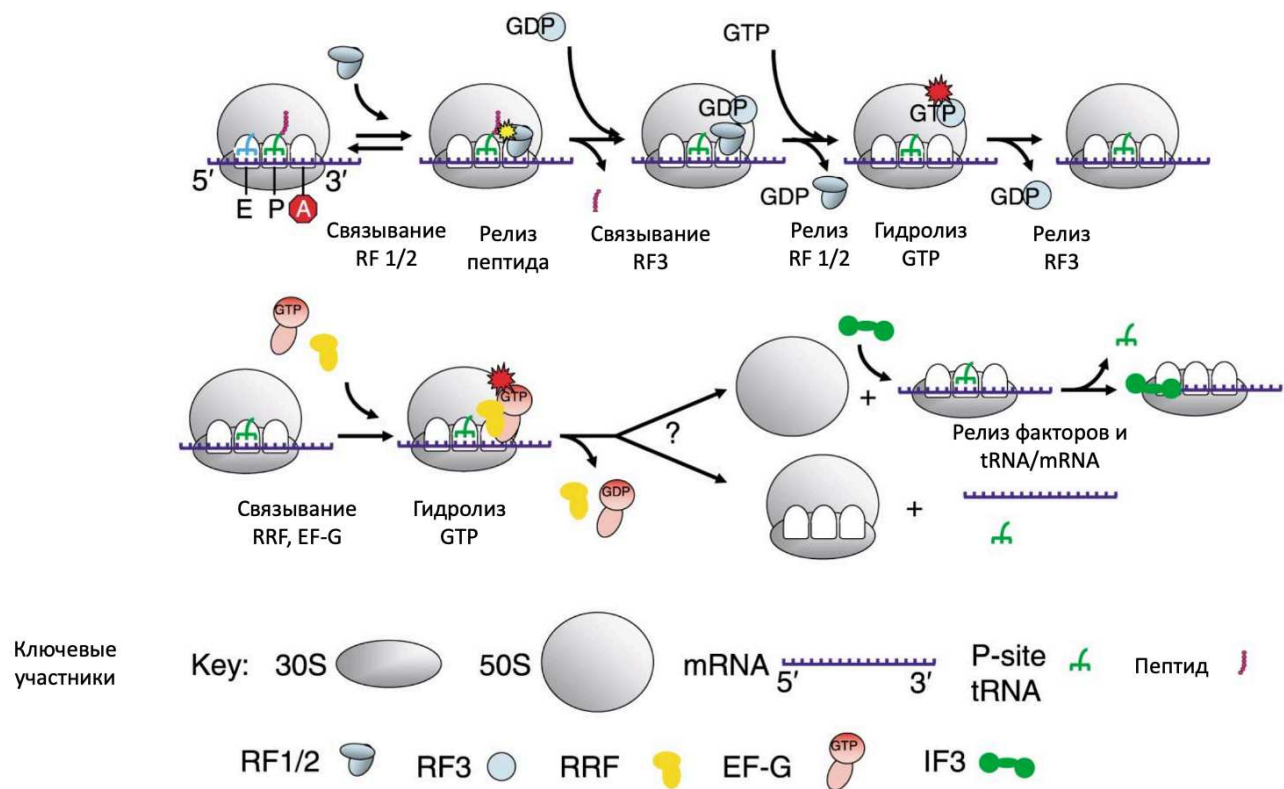 GDP
GTP
GDP
GTP
5′
3′
E P A
GDP
GDP
Связывание
RF 1/2
Релиз
пептида
Связывание
RF3
Релиз
RF 1/2
Гидролиз
GTP
Релиз
RF3
GTP
GTP
+
?
Релиз факторов и
tRNA/mRNA
GDP
+
Связывание
RRF, EF-G
Гидролиз
GTP
Ключевые
участники
Key:
30S
50S
mRNA
5′
3′
P-site
tRNA
Пептид
RF1/2
RF3
RRF
EF-G
GTP
IF3